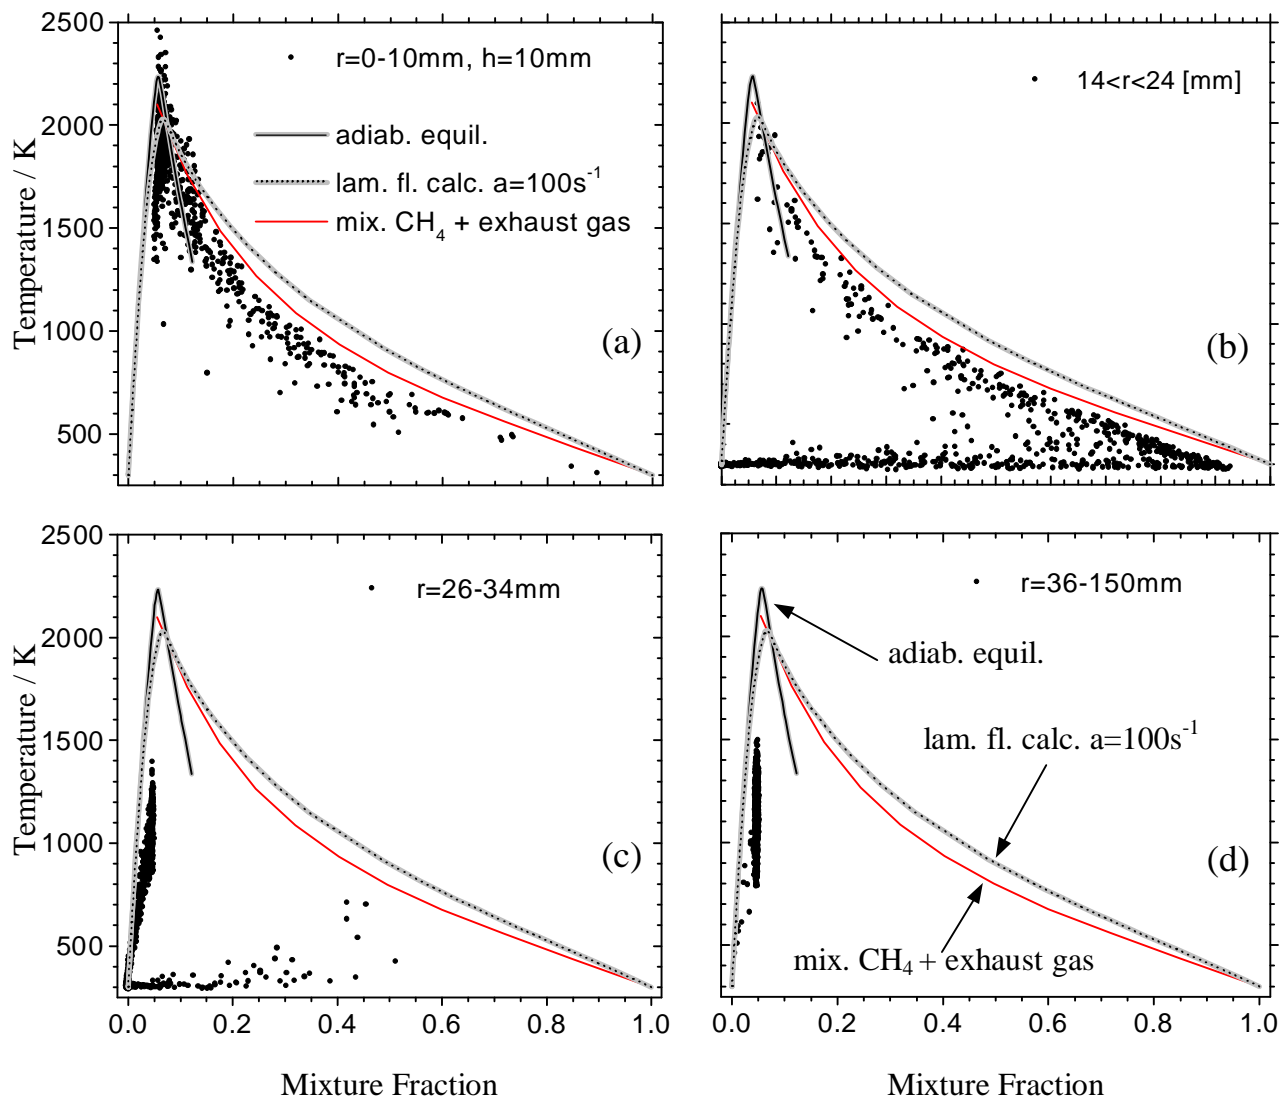 2500
2000
1500
1000
500
Temperature / K
r=0-10mm, h=10mm
adiab. equil.
lam. fl. calc. a=100s⁻¹
mix. CH₄ + exhaust gas
(a)
14<r<24 [mm]
(b)
2500
2000
1500
1000
500
Temperature / K
r=26-34mm
(c)
0.0 0.2 0.4 0.6 0.8 1.0
Mixture Fraction
r=36-150mm
adiab. equil.
lam. fl. calc. a=100s⁻¹
(d)
mix. CH₄ + exhaust gas
0.0 0.2 0.4 0.6 0.8 1.0
Mixture Fraction